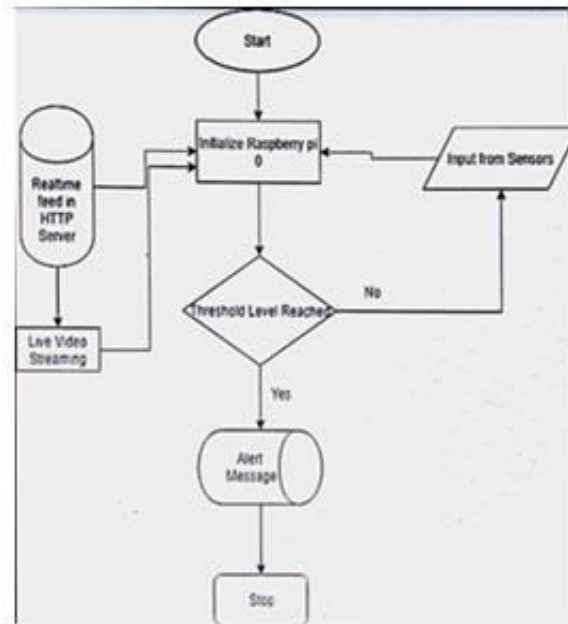 Start
Initialize Raspberry pi
0
Input from Sensors
Realtime
feed in
HTTP
Server
Threshold Level Reached
No
Live Video
Streaming
Yes
Alert
Message
Stop